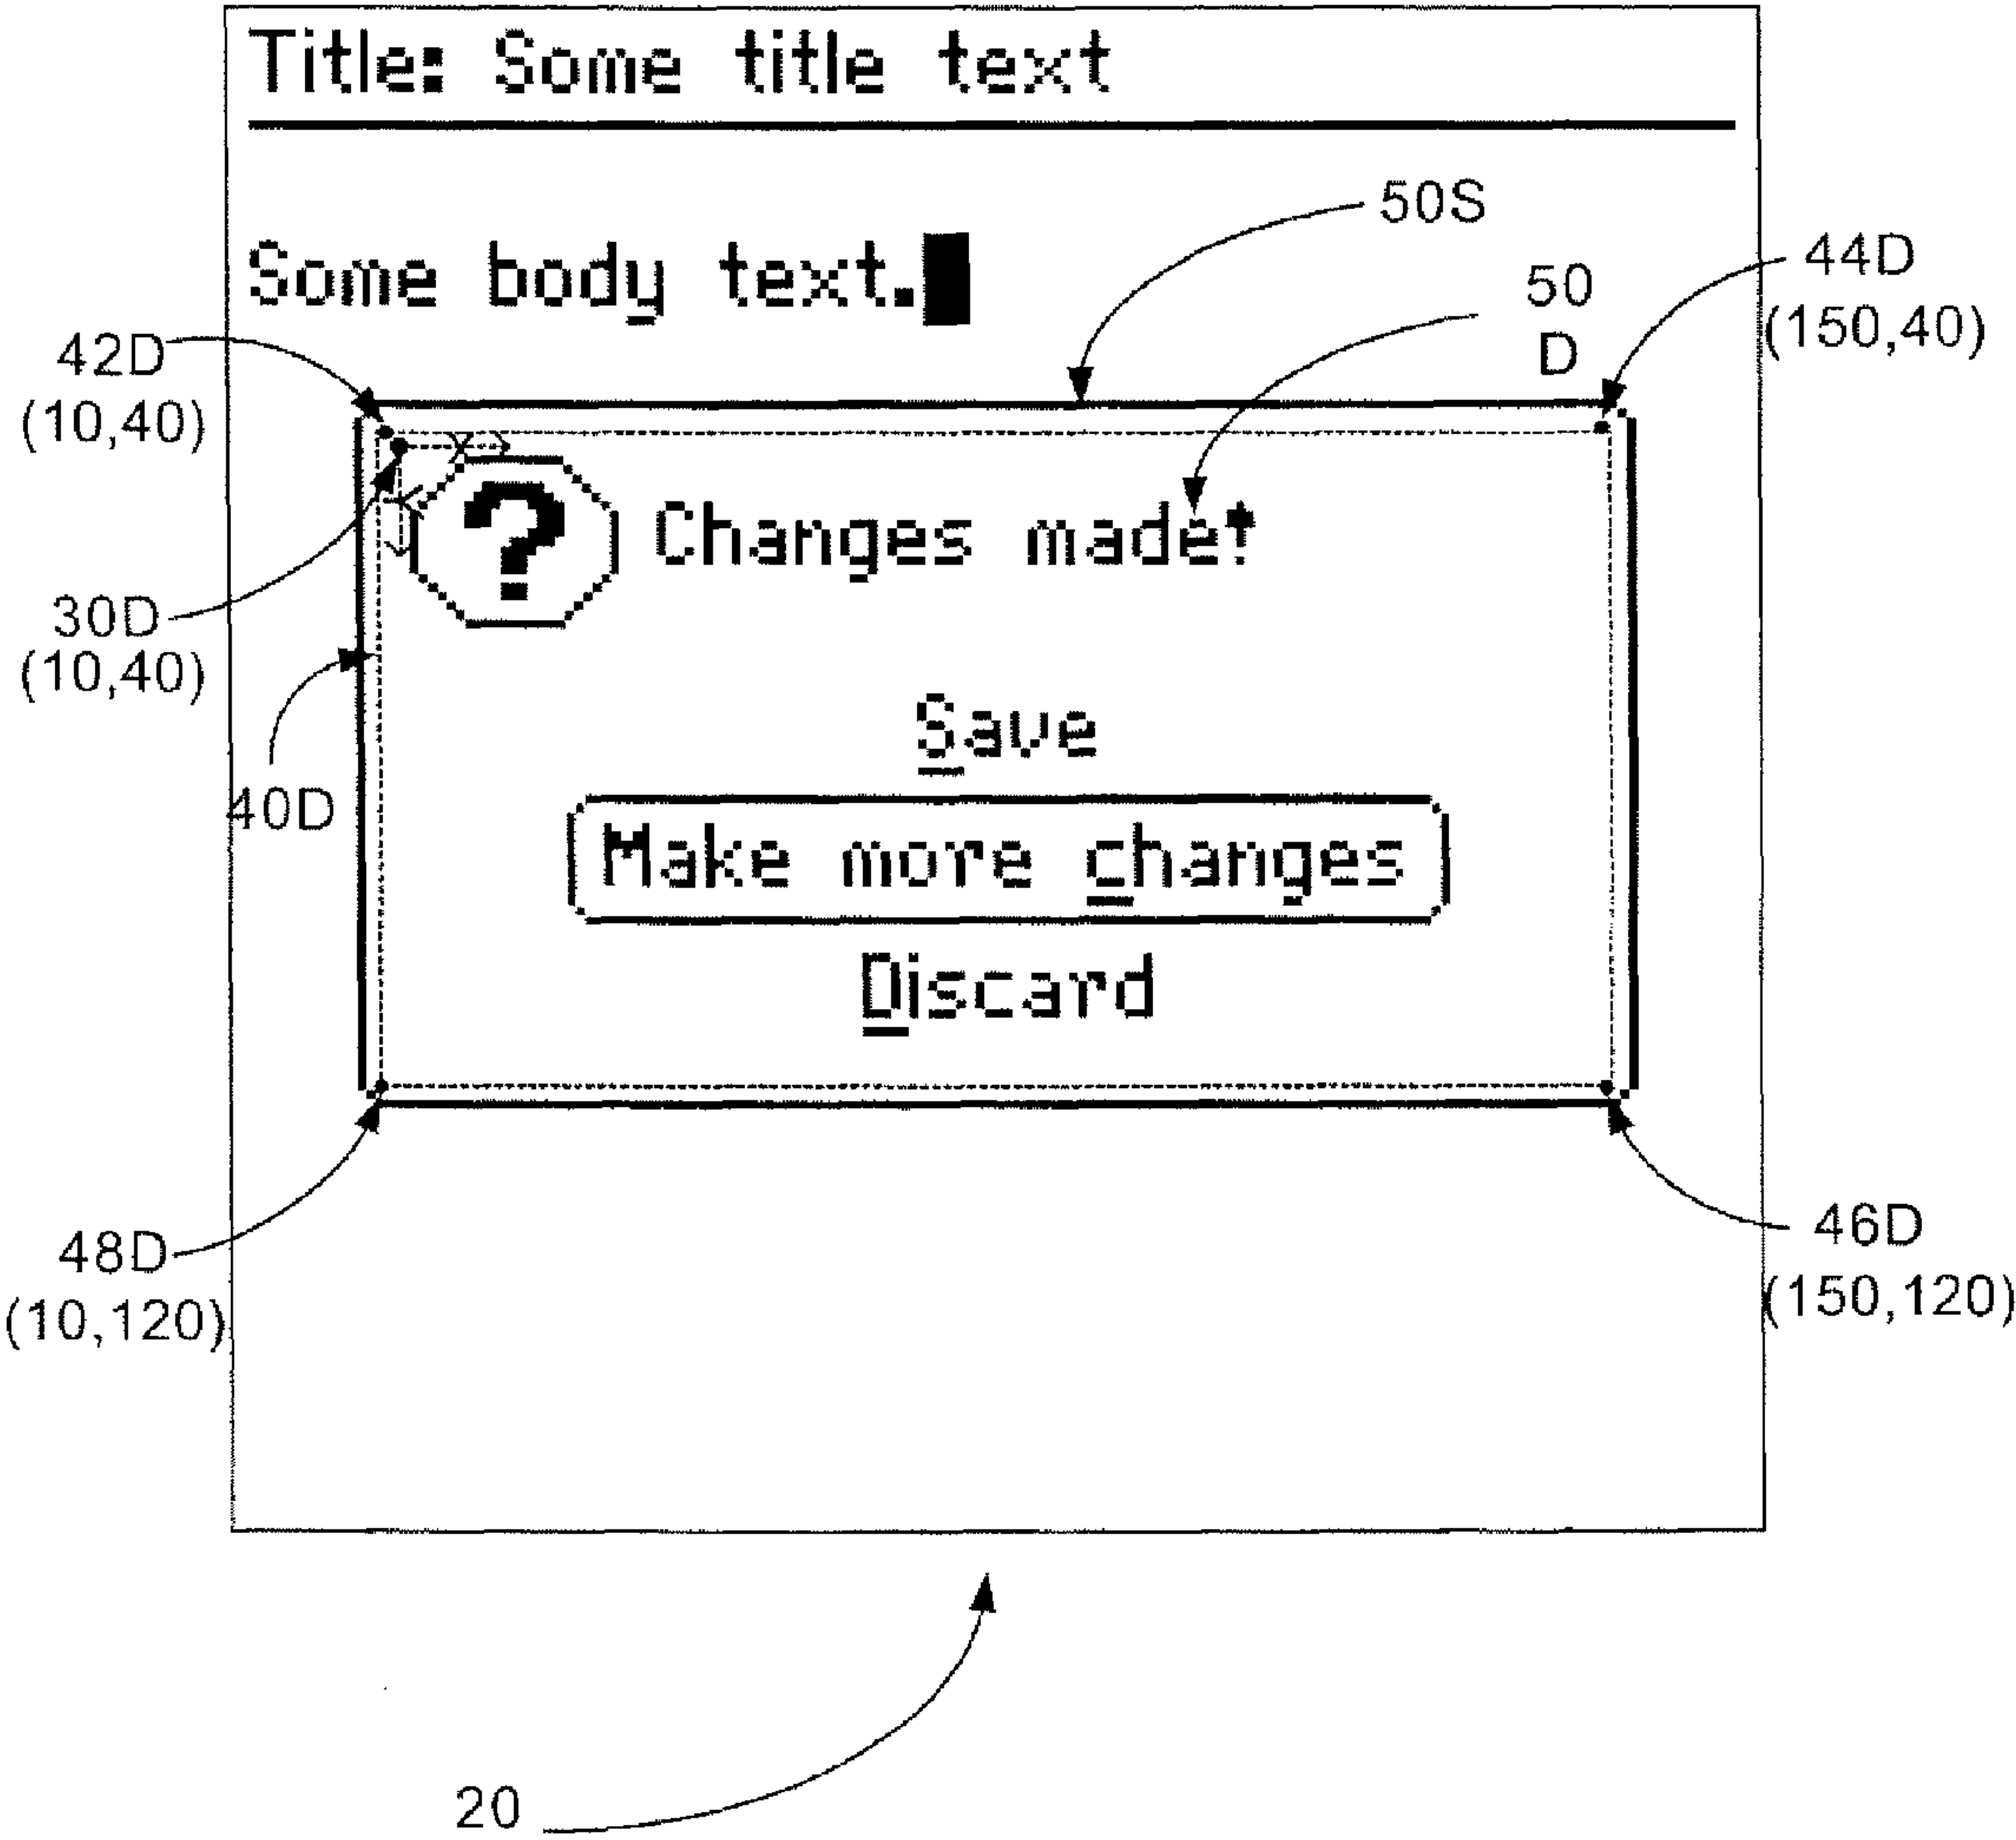 Title: Some title text
50S
Some body text.
44D
(150,40)
50
D
42D
(10,40)
X
? Changes made!
Y
30D
(10,40)
Save
40D
Make more changes
Discard
48D
(10,120)
46D
(150,120)
20